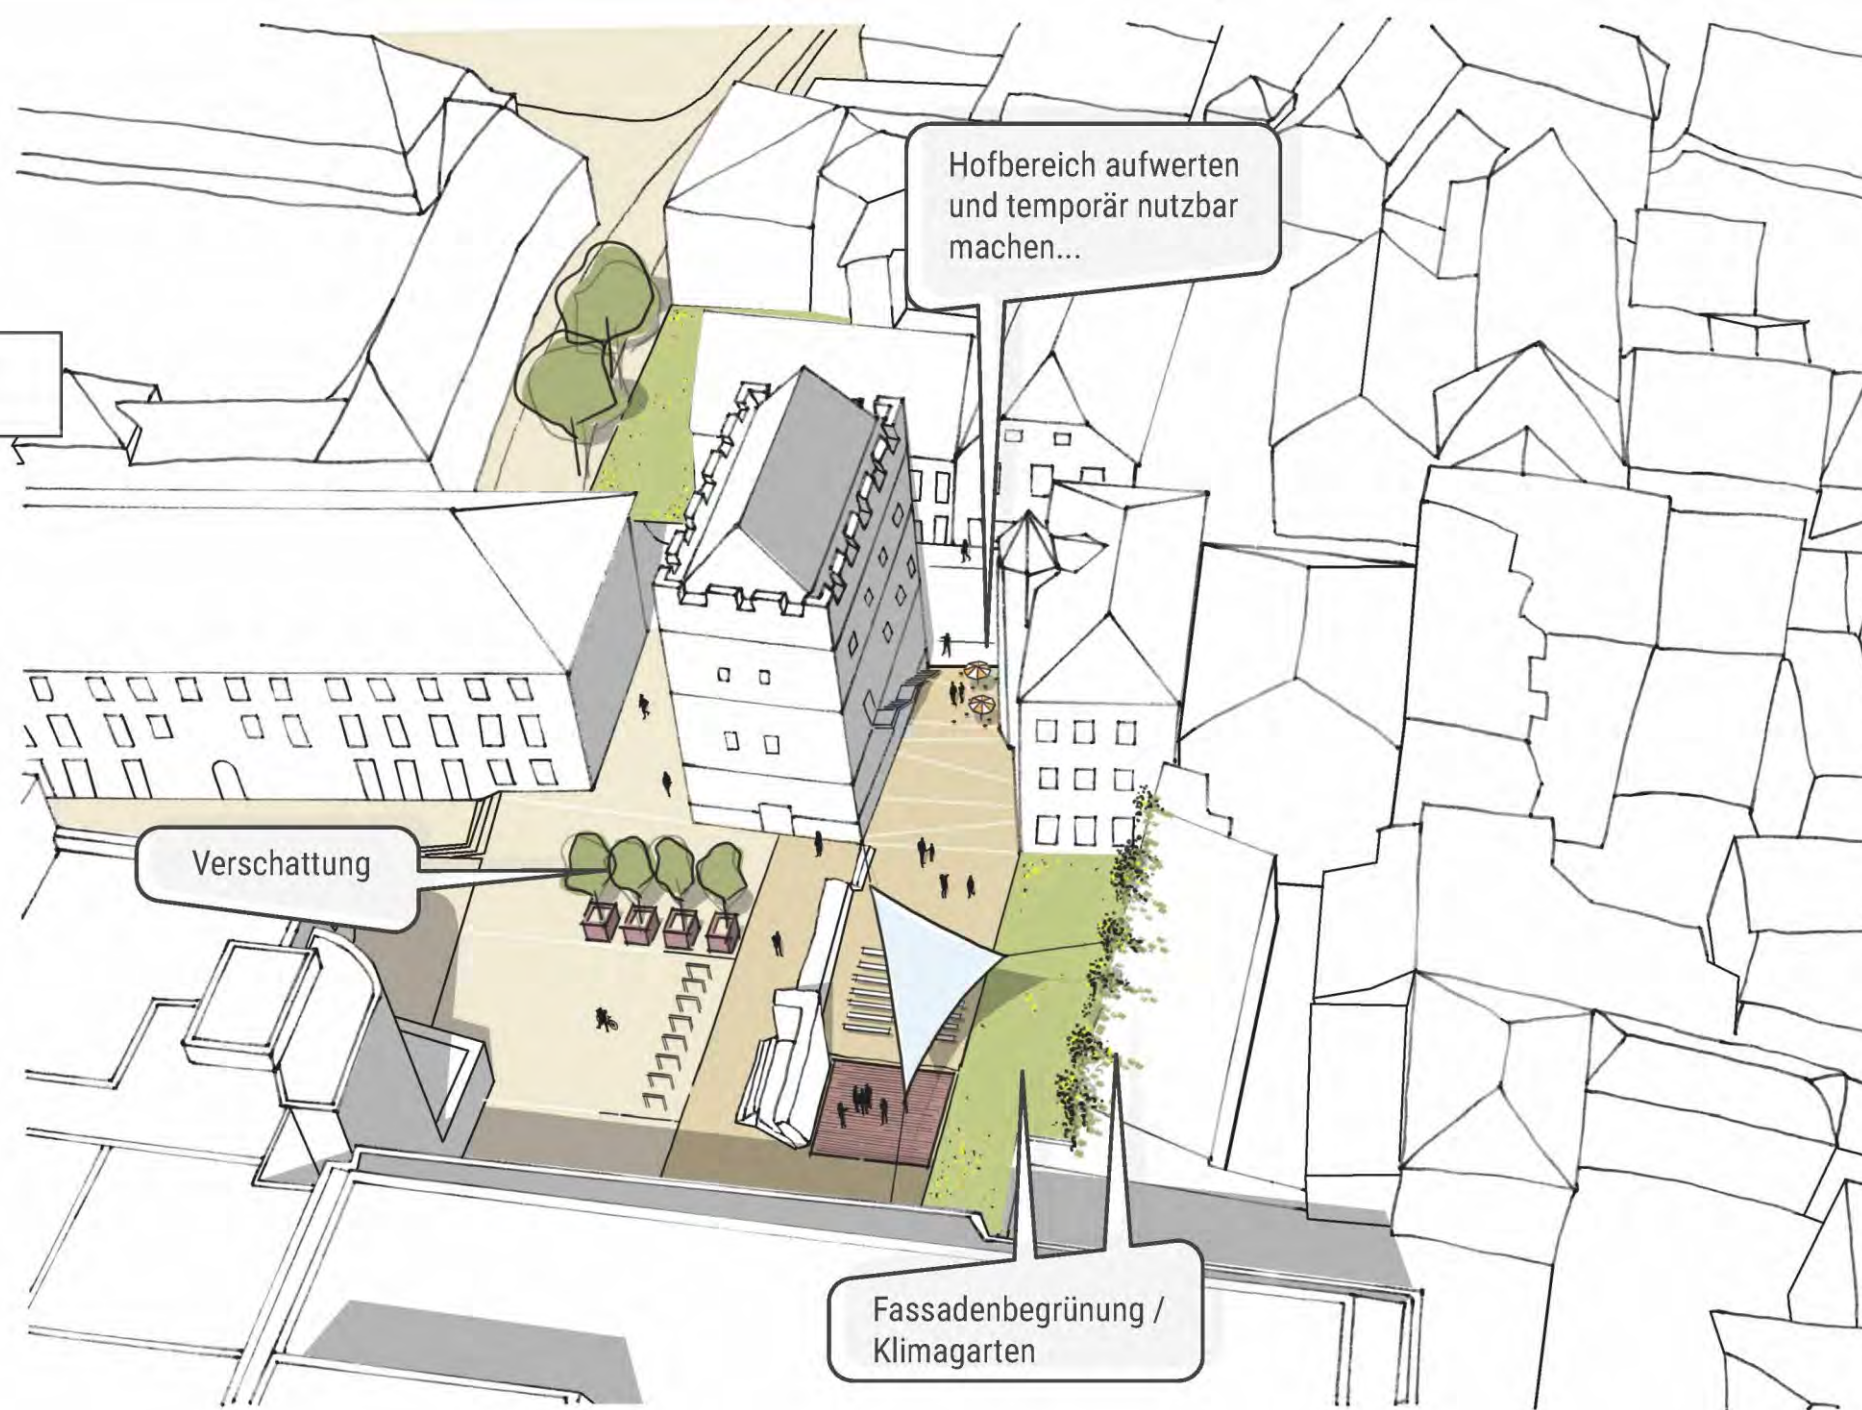 Hofbereich aufwerten
und temporär nutzbar
machen...
Verschattung
Fassadenbegrünung /
Klimagarten